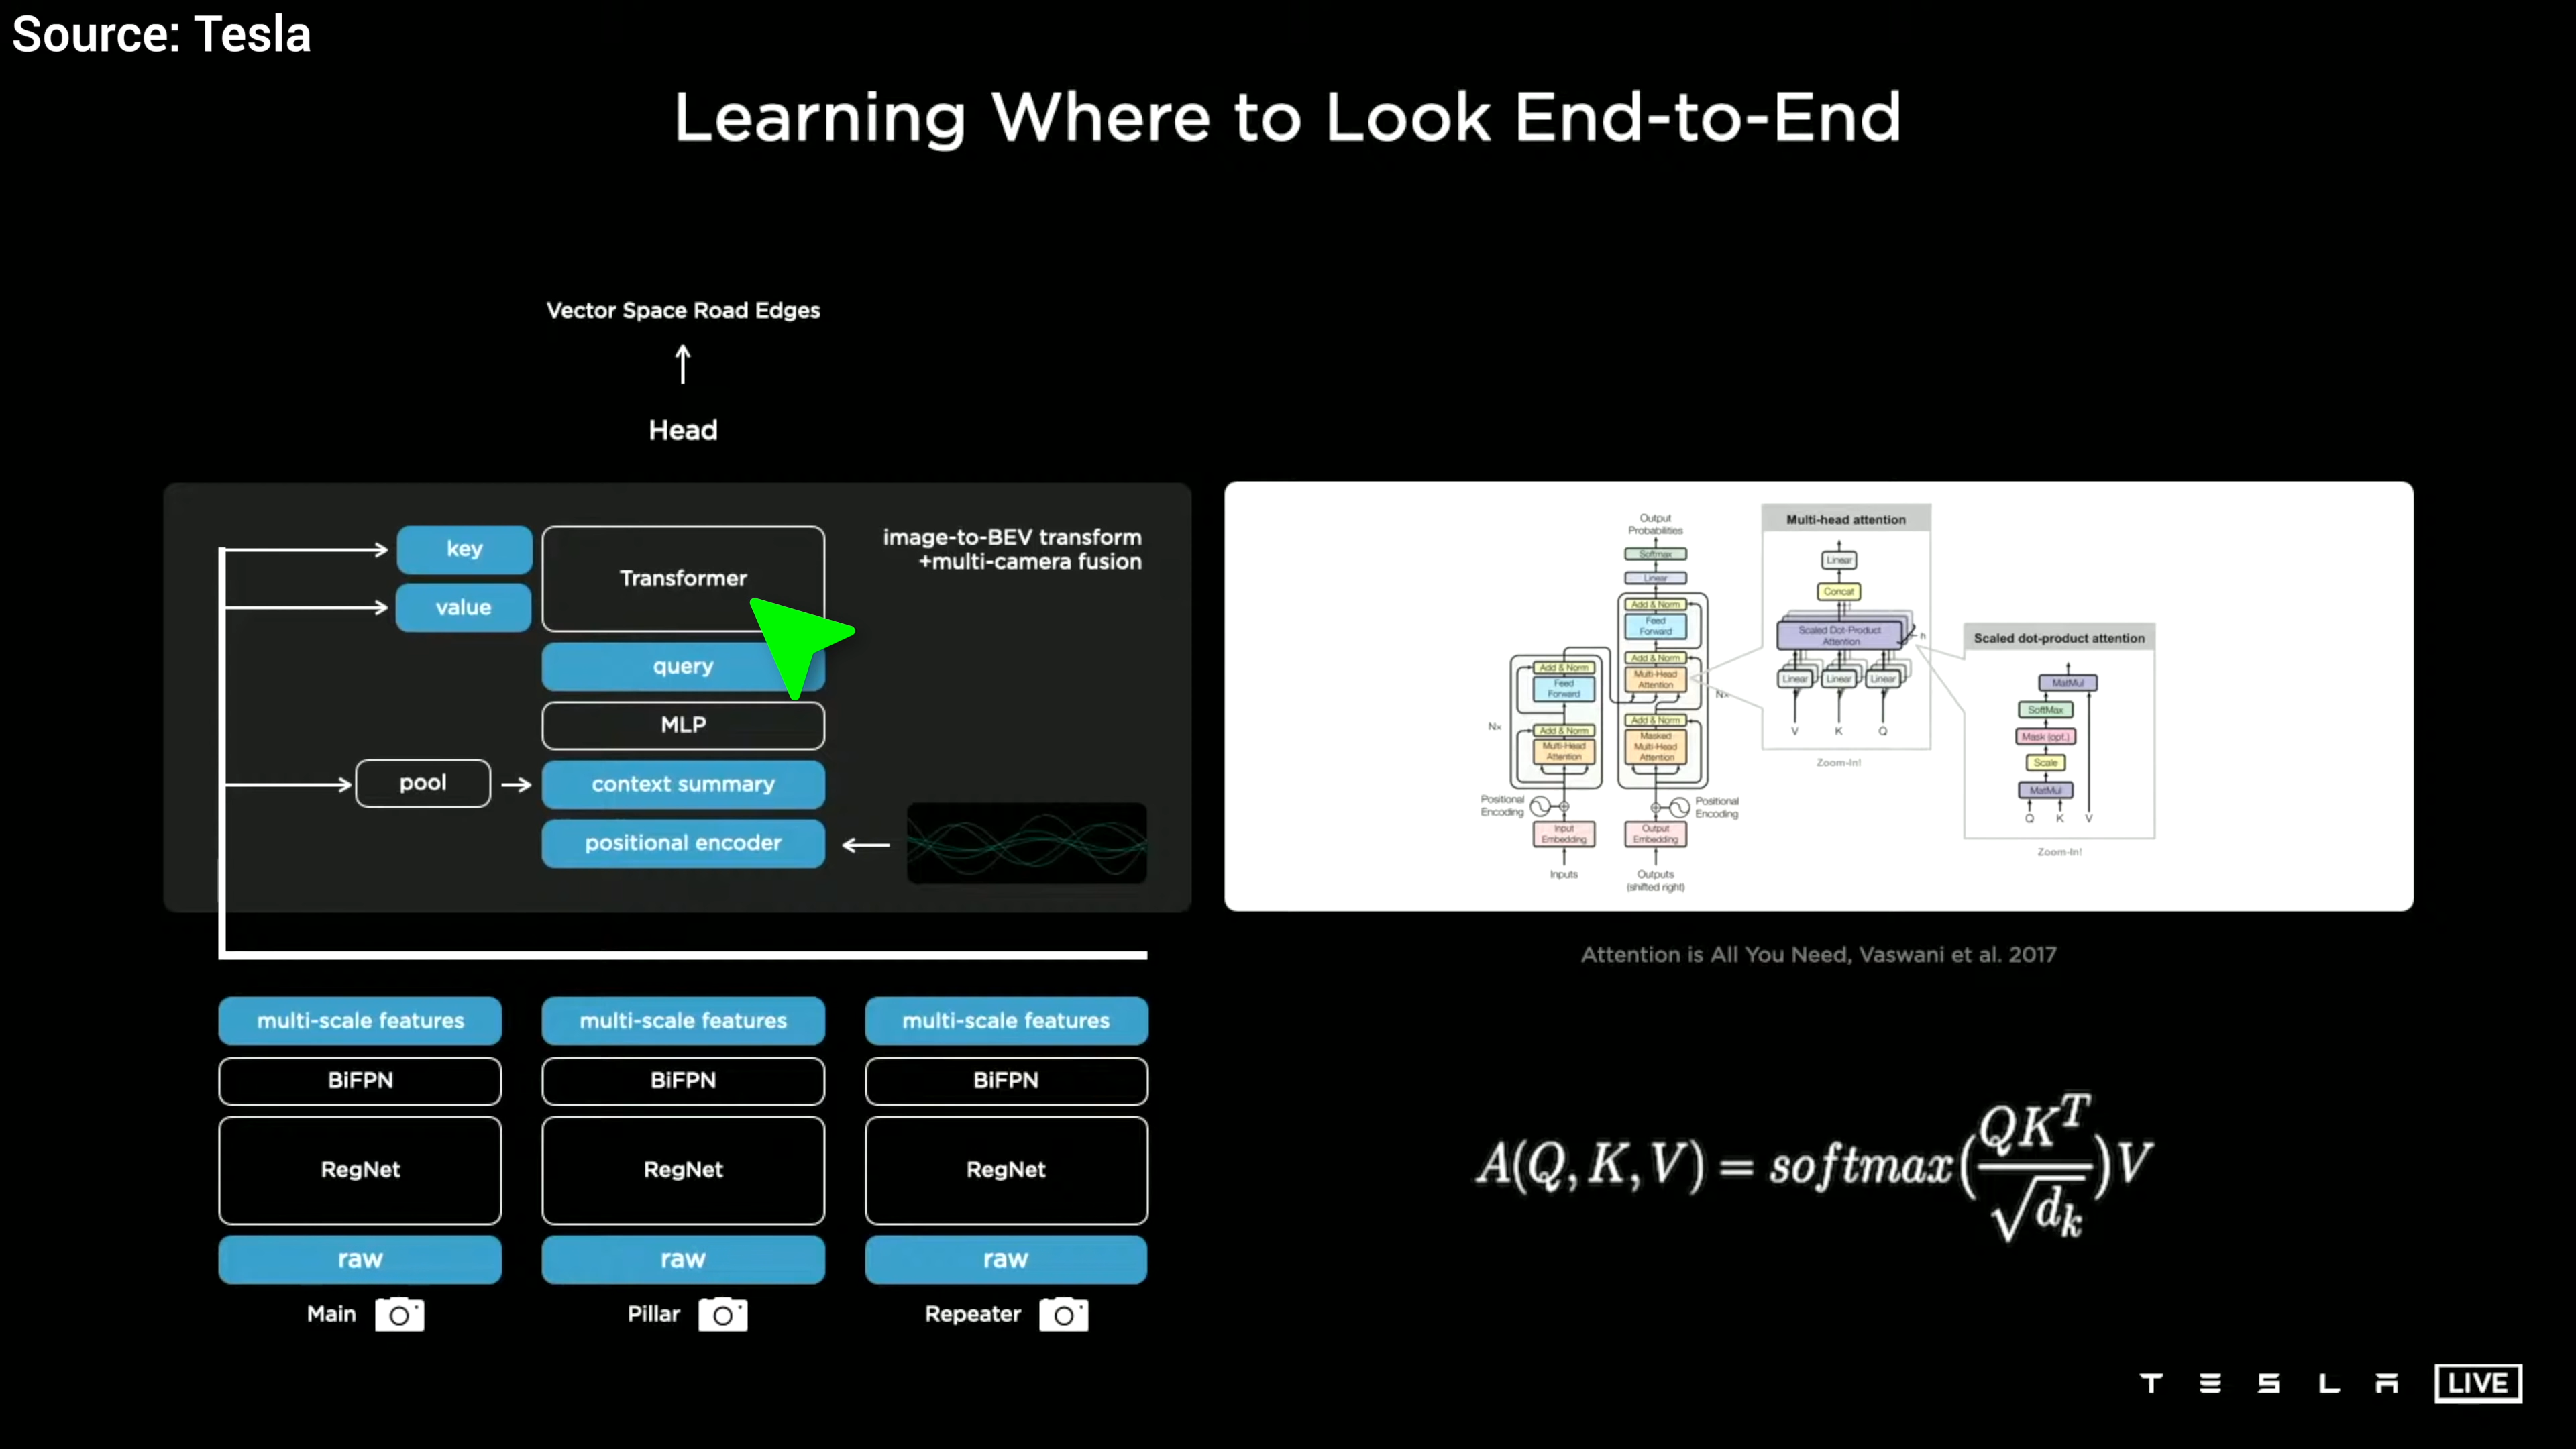 Source: Tesla
Learning Where to Look End-to-End
Vector Space Road Edges
Head
key
value
Transformer
image-to-BEV transform
+multi-camera fusion
query
MLP
pool
context summary
positional encoder
multi-scale features
multi-scale features
multi-scale features
BiFPN
BiFPN
BiFPN
RegNet
RegNet
RegNet
raw
raw
raw
Main
Pillar
Repeater
Output
Probabilities
Softmax
Linear
Add & Norm
Feed
Forward
Add & Norm
Multi-Head
Attention
Nx
Add & Norm
Masked
Multi-Head
Attention
Add & Norm
Feed
Forward
Nx
Add & Norm
Multi-Head
Attention
Positional
Encoding
Positional
Encoding
Input
Embedding
Output
Embedding
Inputs
Outputs
(shifted right)
Multi-head attention
Linear
Concat
Scaled Dot-Product
Attention
h
Linear
Linear
Linear
V
K
Q
Zoom-In!
Scaled dot-product attention
MatMul
SoftMax
Mask (opt.)
Scale
MatMul
Q
K
V
Zoom-In!
Attention is All You Need, Vaswani et al. 2017
A(Q, K, V) = softmax(QK^T/√d_k)V
TESLA LIVE